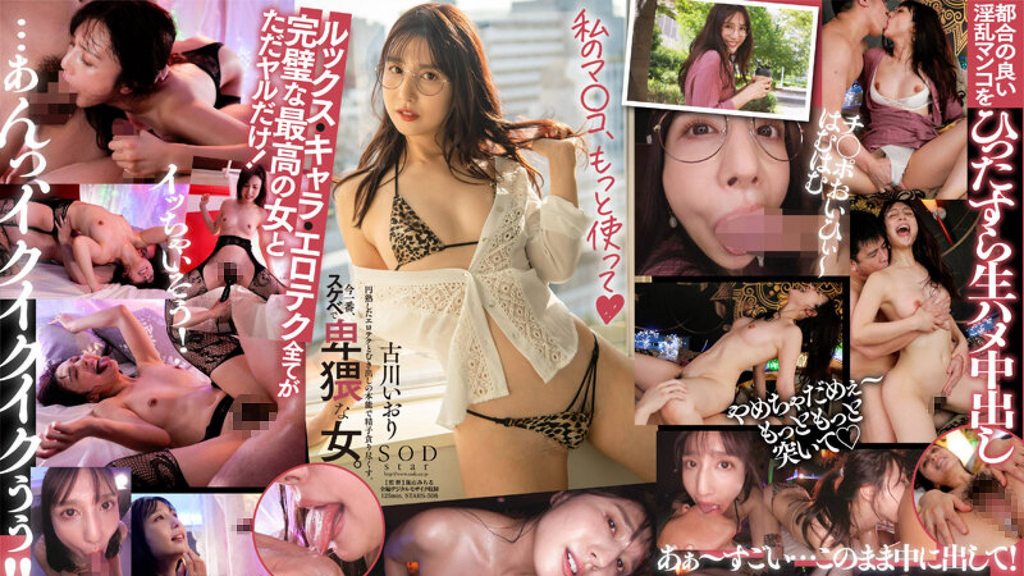 …あんっ、イクイクイクイクぅぅ!!
イッちゃいそう!
ルックス・キャラ・エロテク全てが
完璧な最高の女と
ただヤルだけ!
私のマ〇コ、もっと使って♥
今一番、
スケベで卑猥な女。
古川いおり
SOD
star
125min. STARS-506
都合の良い
淫乱マンコを
ひったすら生ハメ中出し
チ〇ポおいひぃ〜
はむはむ
やめちゃだめぇ〜
もっともっと
突いて♡
あぁ〜すごい…このまま中に出して!